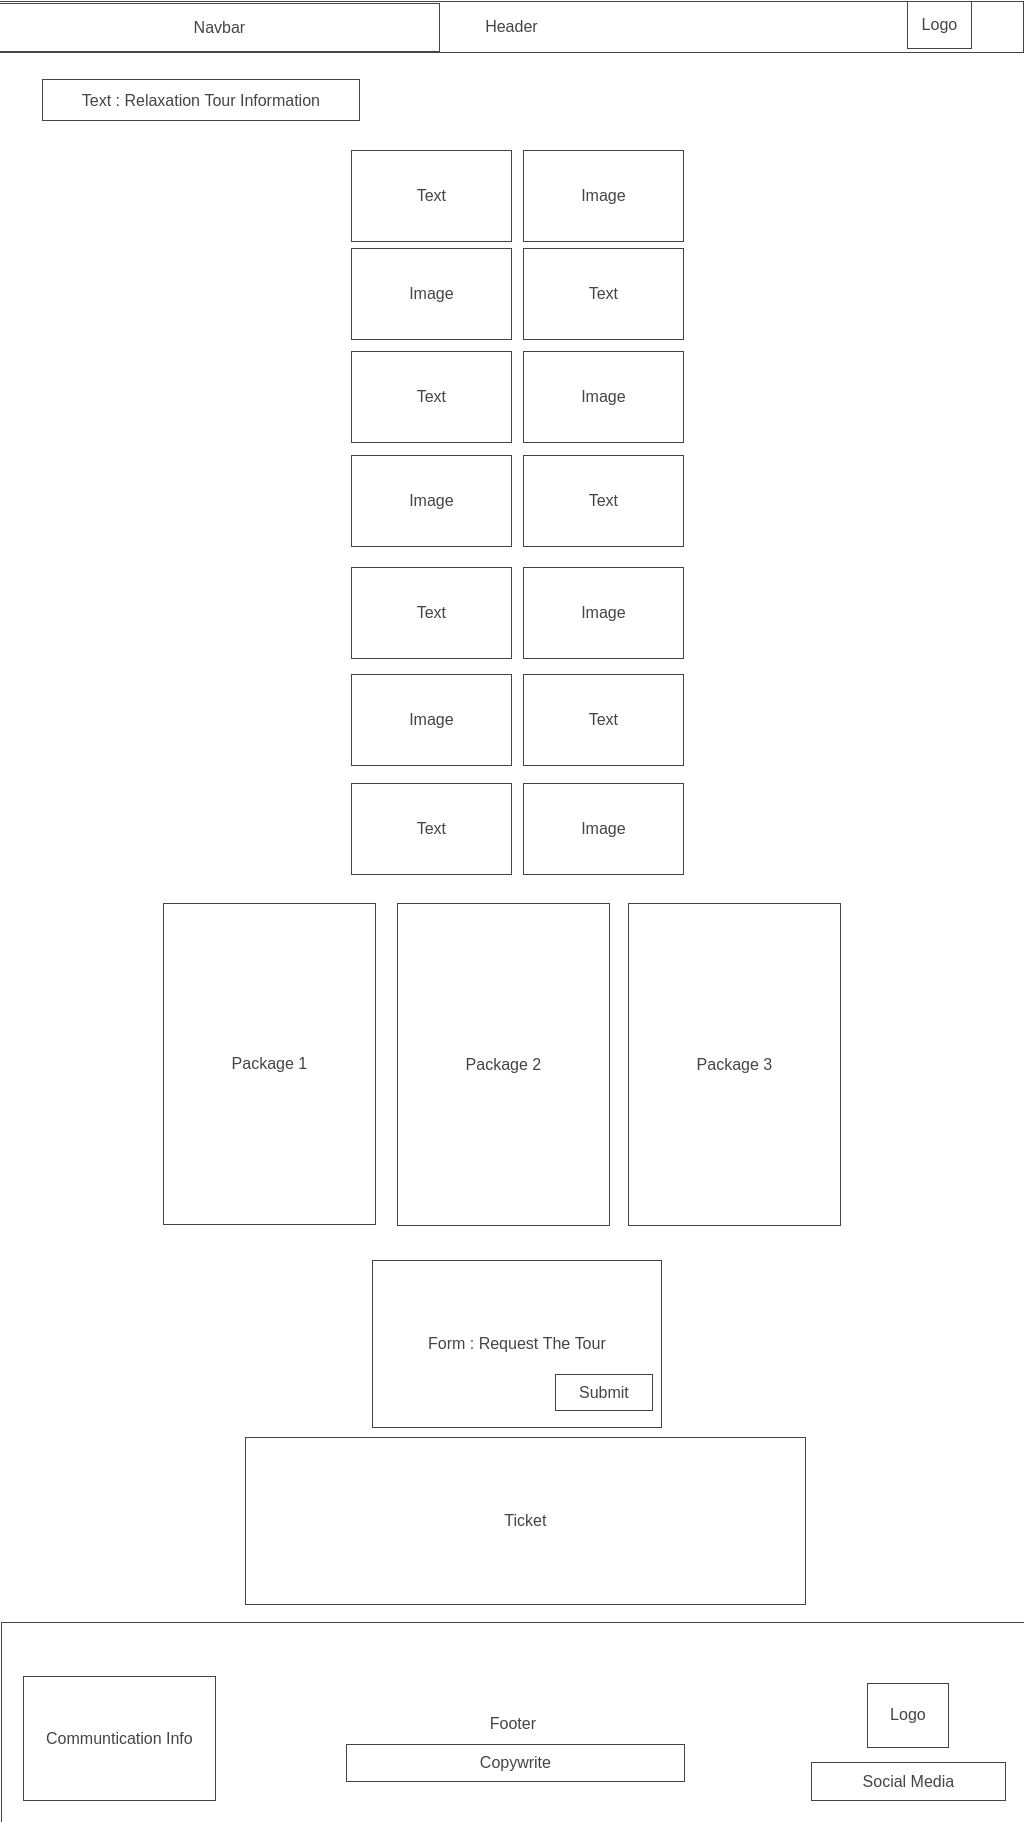 Navbar
Header
Logo
Text : Relaxation Tour Information
Text
Image
Image
Text
Text
Image
Image
Text
Text
Image
Image
Text
Text
Image
Package 1
Package 2
Package 3
Form : Request The Tour
Submit
Ticket
Communtication Info
Footer
Copywrite
Logo
Social Media